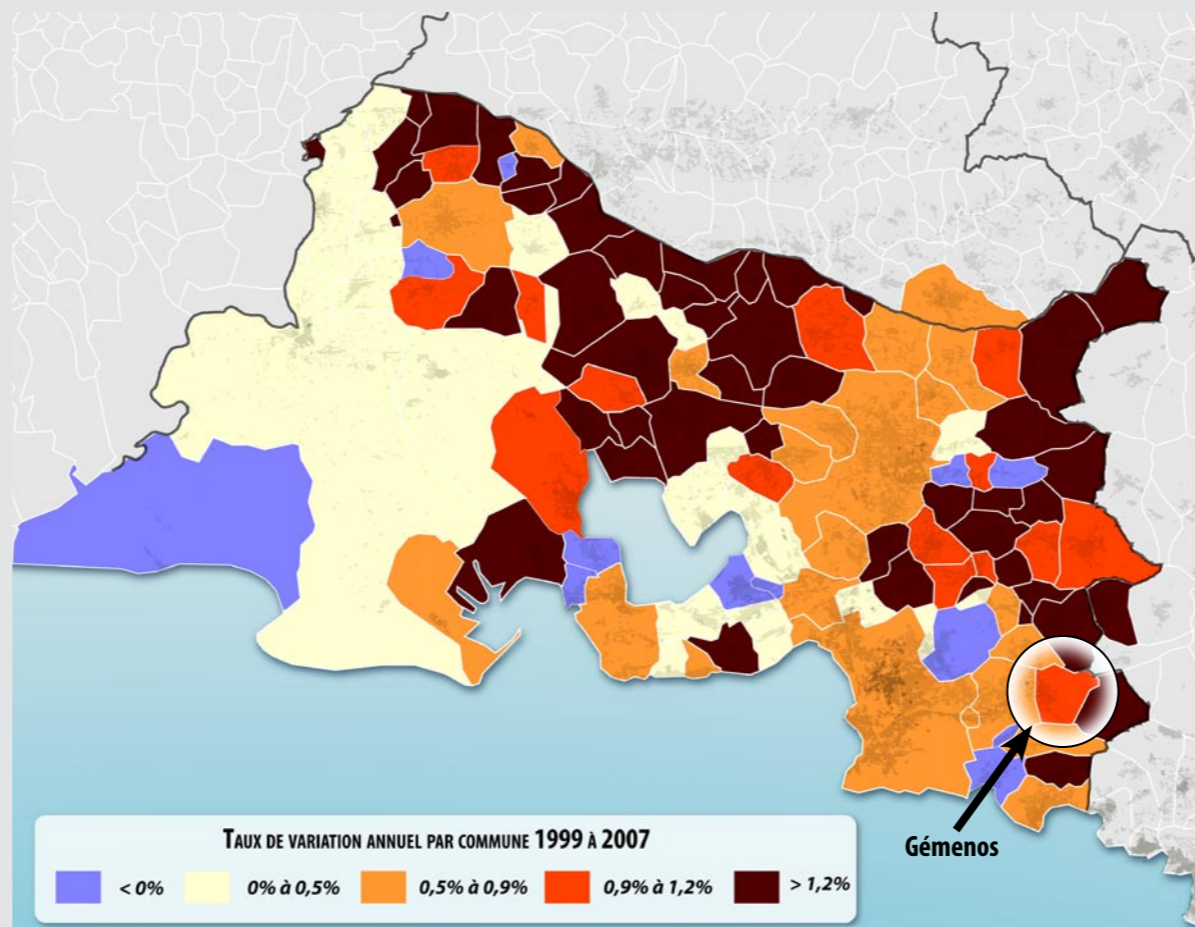 Gémenos
TAUX DE VARIATION ANNUEL PAR COMMUNE 1999 À 2007
< 0% 0% à 0,5% 0,5% à 0,9% 0,9% à 1,2% > 1,2%